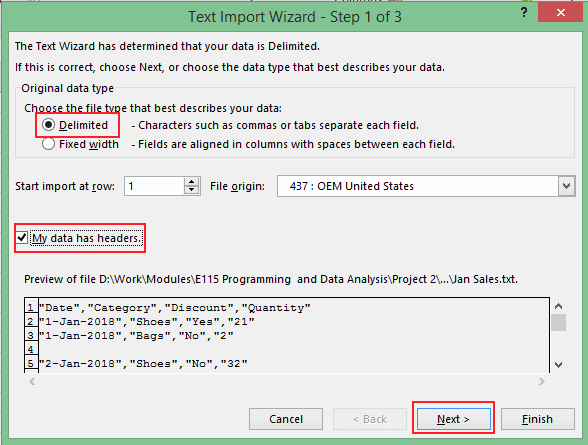 Text Import Wizard - Step 1 of 3
?
The Text Wizard has determined that your data is Delimited.
If this is correct, choose Next, or choose the data type that best describes your data.
Original data type
Choose the file type that best describes your data:
Delimited - Characters such as commas or tabs separate each field.
Fixed width - Fields are aligned in columns with spaces between each field.
Start import at row: 1 File origin: 437 : OEM United States
My data has headers.
Preview of file D:\Work\Modules\E115 Programming and Data Analysis\Project 2\...\Jan Sales.txt.
1 "Date","Category","Discount","Quantity"
2 "1-Jan-2018","Shoes","Yes","21"
3 "1-Jan-2018","Bags","No","2"
4
5 "2-Jan-2018","Shoes","No","32"
Cancel < Back Next > Finish